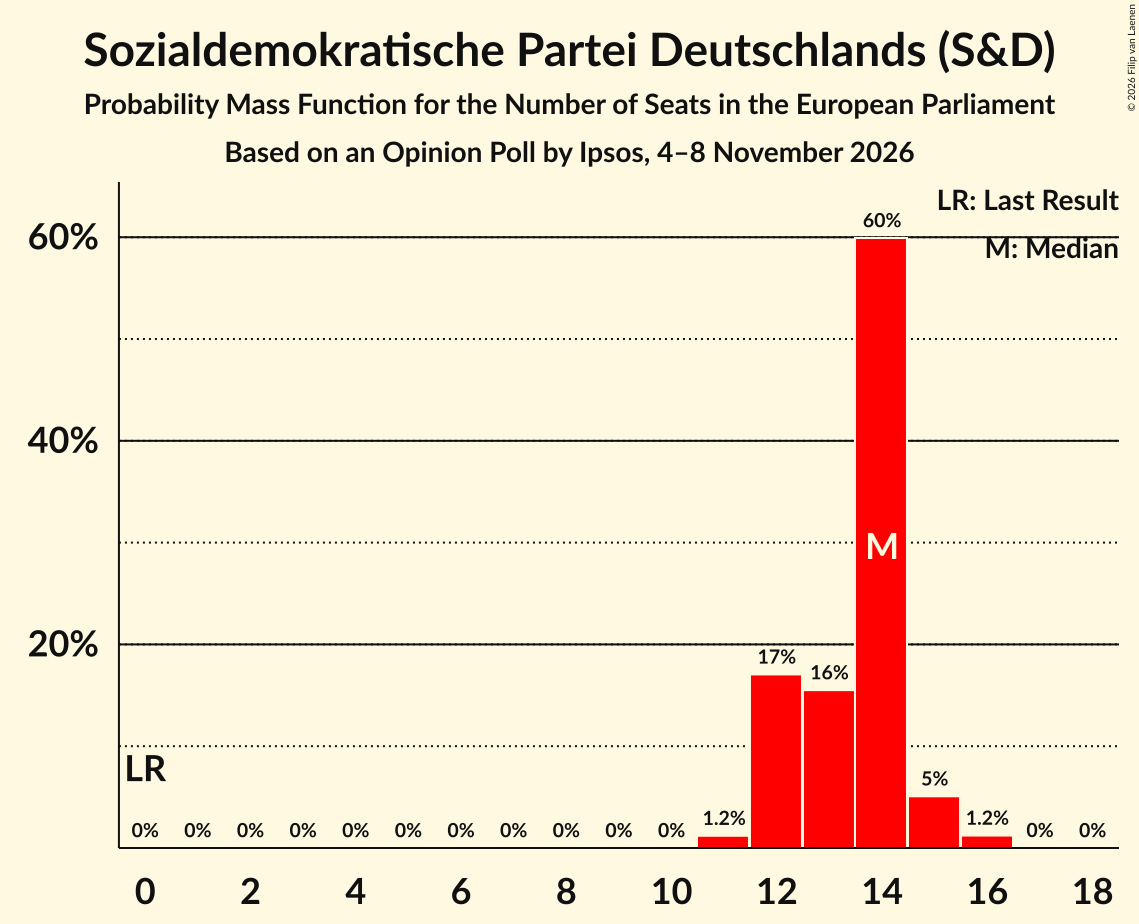 Sozialdemokratische Partei Deutschlands (S&D)
Probability Mass Function for the Number of Seats in the European Parliament
Based on an Opinion Poll by Ipsos, 4–8 November 2026
© 2026 Filip van Laenen
LR: Last Result
M: Median
60%
40%
20%
60%
M
17%
16%
5%
1.2%
1.2%
LR
0% 0% 0% 0% 0% 0% 0% 0% 0% 0% 0% 0% 0%
0 2 4 6 8 10 12 14 16 18